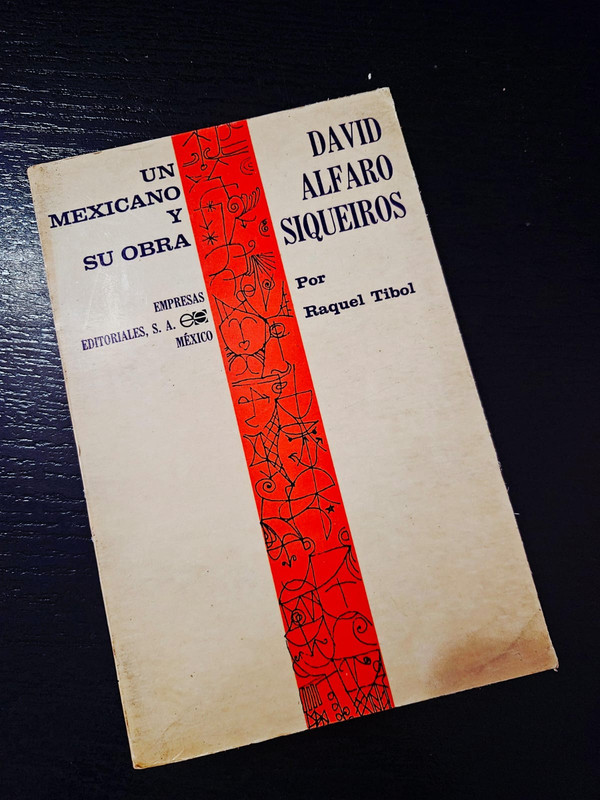 UN
MEXICANO
Y
SU OBRA
EMPRESAS
EDITORIALES, S. A.
MÉXICO
DAVID
ALFARO
SIQUEIROS
Por
Raquel Tibol